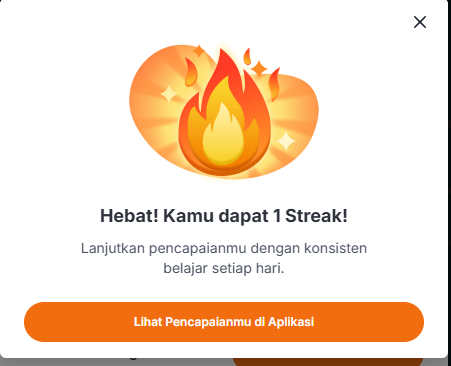 Hebat! Kamu dapat 1 Streak!
Lanjutkan pencapaianmu dengan konsisten
belajar setiap hari.
Lihat Pencapaianmu di Aplikasi